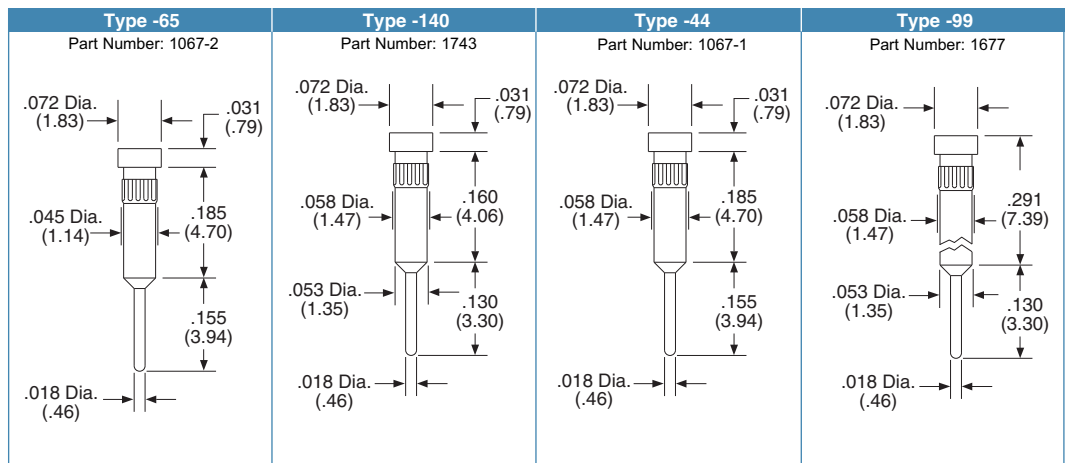 Type -65
Part Number: 1067-2
.072 Dia.
(1.83)
.031
(.79)
.045 Dia.
(1.14)
.185
(4.70)
.155
(3.94)
.018 Dia.
(.46)
Type -140
Part Number: 1743
.072 Dia.
(1.83)
.031
(.79)
.058 Dia.
(1.47)
.160
(4.06)
.053 Dia.
(1.35)
.130
(3.30)
.018 Dia.
(.46)
Type -44
Part Number: 1067-1
.072 Dia.
(1.83)
.031
(.79)
.058 Dia.
(1.47)
.185
(4.70)
.155
(3.94)
.018 Dia.
(.46)
Type -99
Part Number: 1677
.072 Dia.
(1.83)
.291
(7.39)
.058 Dia.
(1.47)
.053 Dia.
(1.35)
.130
(3.30)
.018 Dia.
(.46)